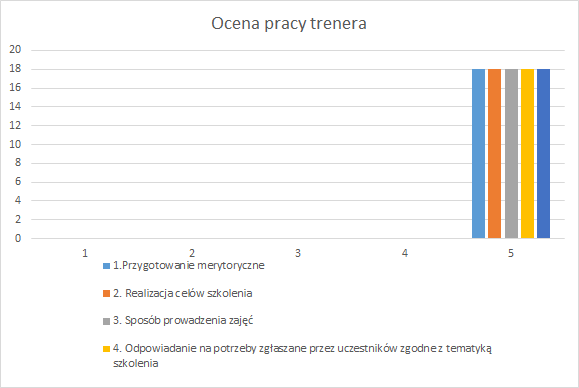 Ocena pracy trenera
20
18
16
14
12
10
8
6
4
2
0
1 2 3 4 5
1.Przygotowanie merytoryczne
2. Realizacja celów szkolenia
3. Sposób prowadzenia zajęć
4. Odpowiadanie na potrzeby zgłaszane przez uczestników zgodne z tematyką
szkolenia